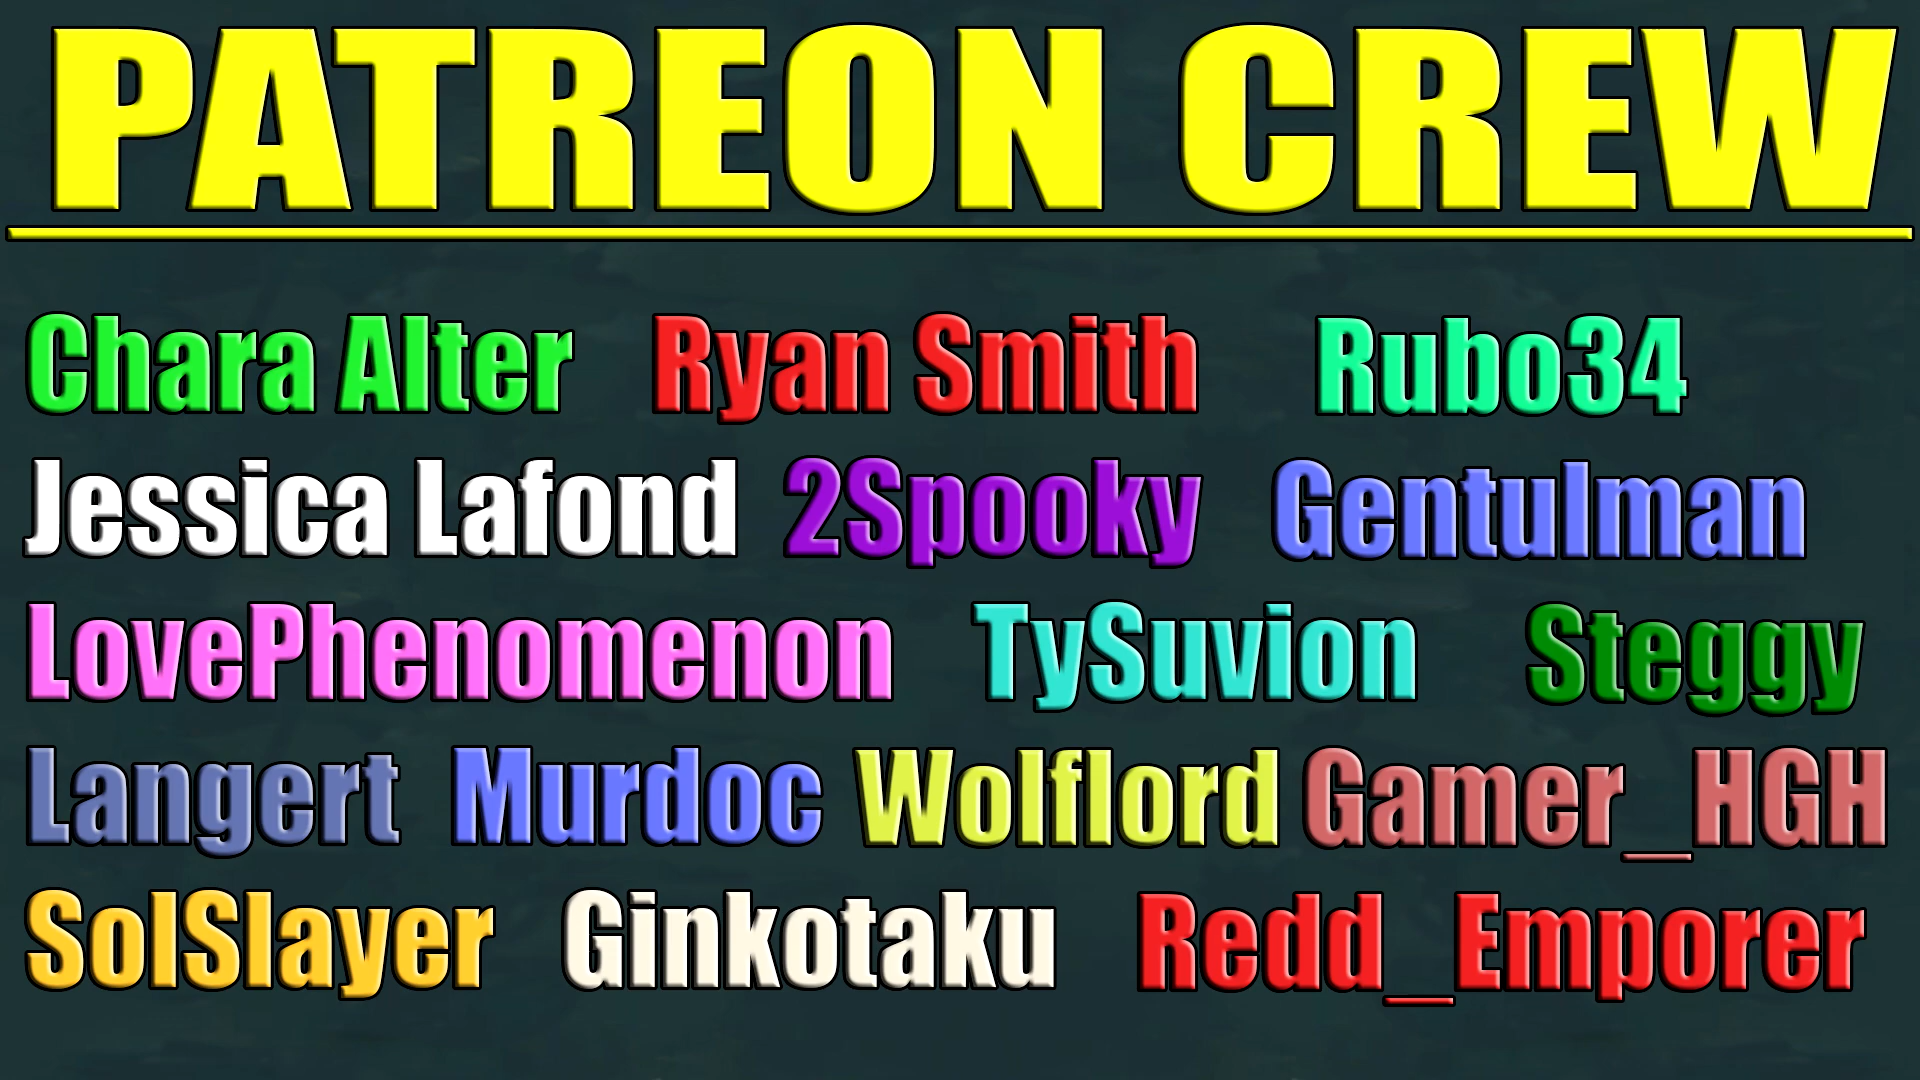 PATREON CREW
Chara Alter Ryan Smith Rubo34
Jessica Lafond 2Spooky Gentulman
LovePhenomenon TySuvion Steggy
Langert Murdoc Wolflord Gamer_HGH
SolSlayer Ginkotaku Redd_Emporer